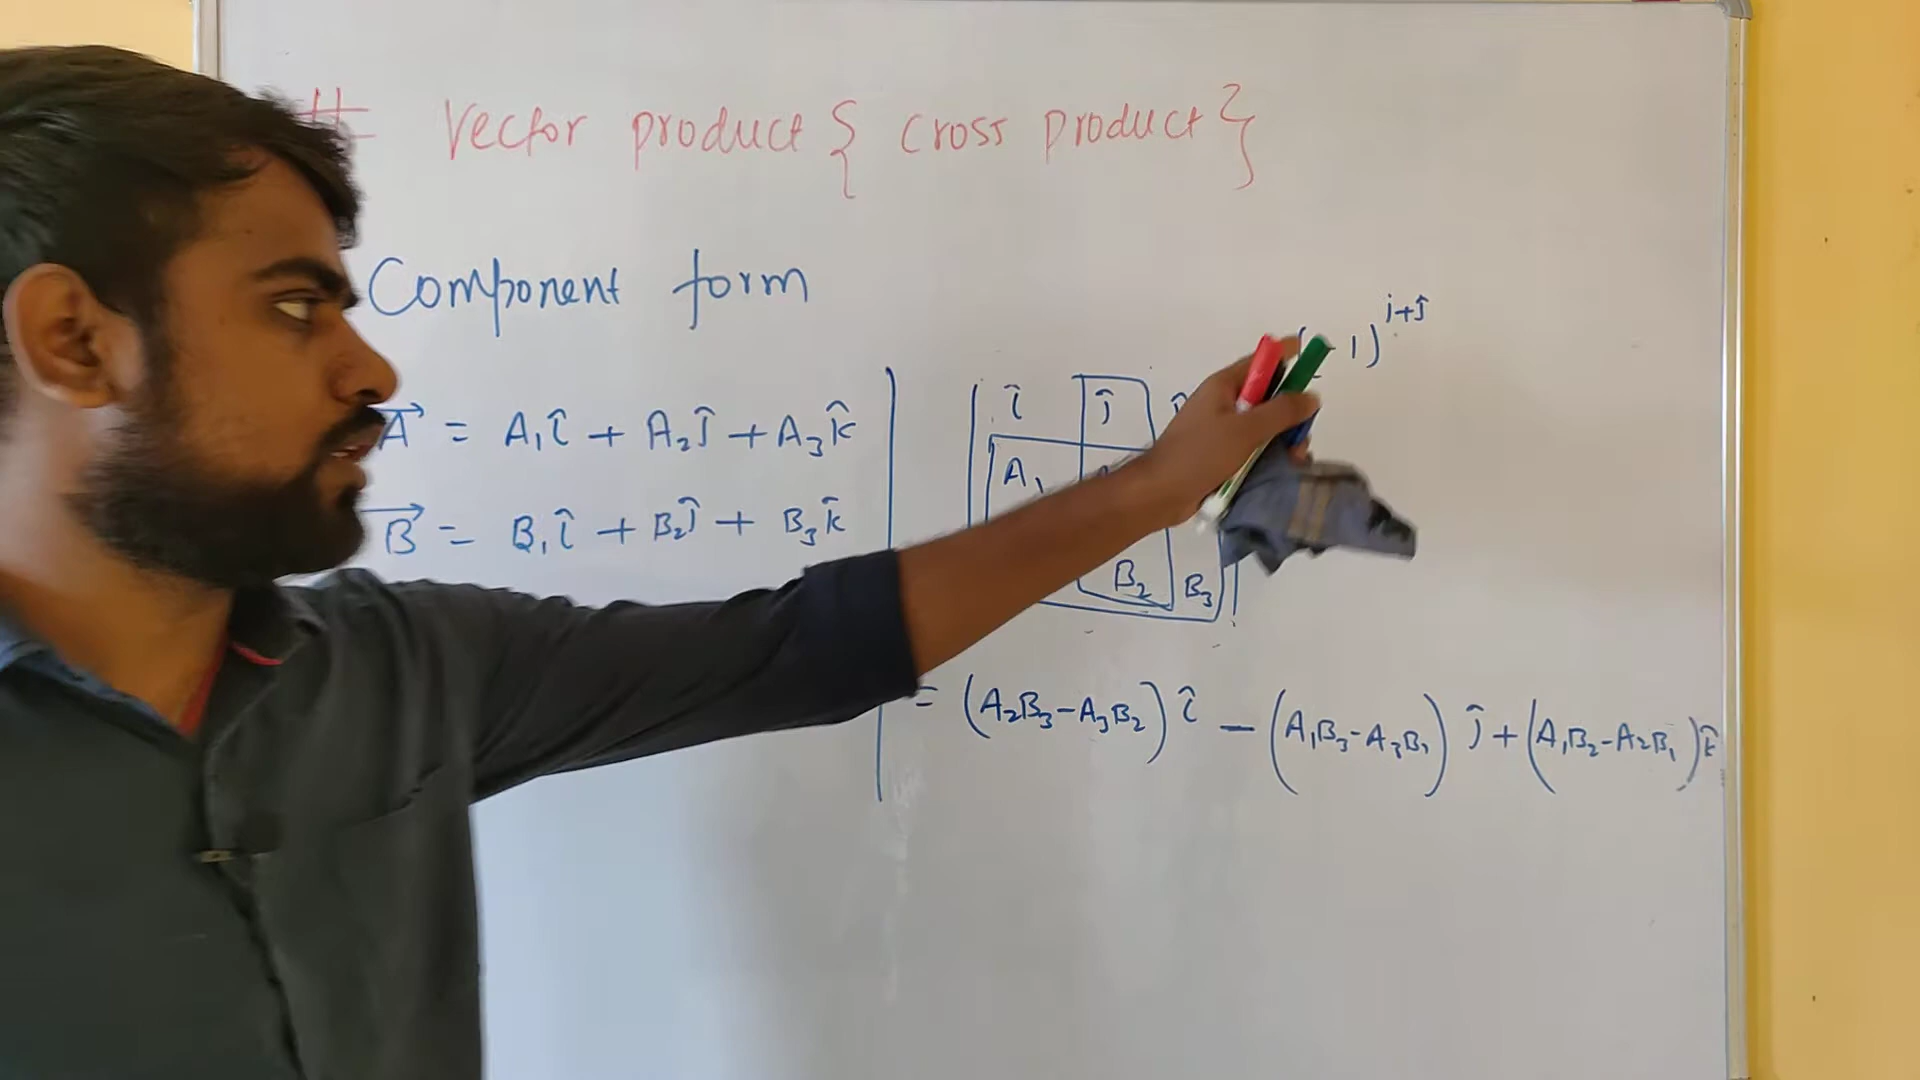 # Vector product { cross product }
Component form
(-1)^{i+j}
A⃗ = A₁î + A₂ĵ + A₃k̂
B⃗ = B₁î + B₂ĵ + B₃k̂
î ĵ
A₁
B₂ B₃
= (A₂B₃-A₃B₂) î - (A₁B₃-A₃B₁) ĵ + (A₁B₂-A₂B₁) k̂